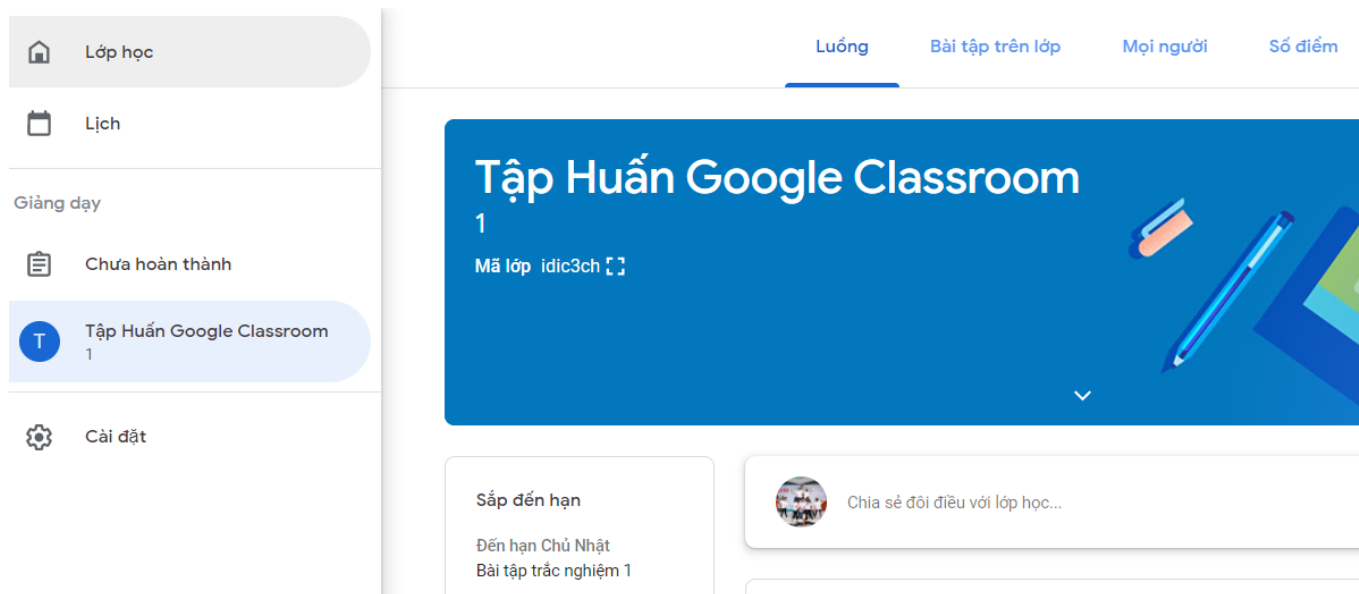 Lớp học
Lịch
Giảng dạy
Chưa hoàn thành
T
Tập Huấn Google Classroom
1
Cài đặt
Luồng
Bài tập trên lớp
Mọi người
Số điểm
Tập Huấn Google Classroom
1
Mã lớp idic3ch
Sắp đến hạn
Đến hạn Chủ Nhật
Bài tập trắc nghiệm 1
Chia sẻ đôi điều với lớp học...